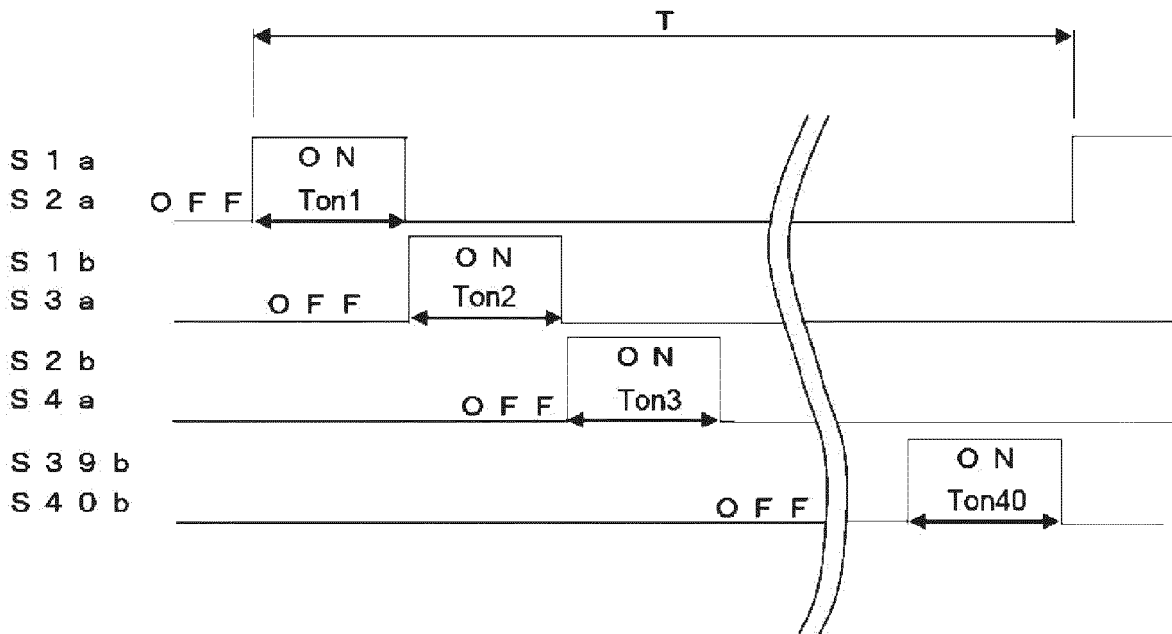 T
S 1 a
S 2 a
O F F
O N
Ton1
S 1 b
S 3 a
O F F
O N
Ton2
S 2 b
S 4 a
O F F
O N
Ton3
S 3 9 b
S 4 0 b
O F F
O N
Ton40